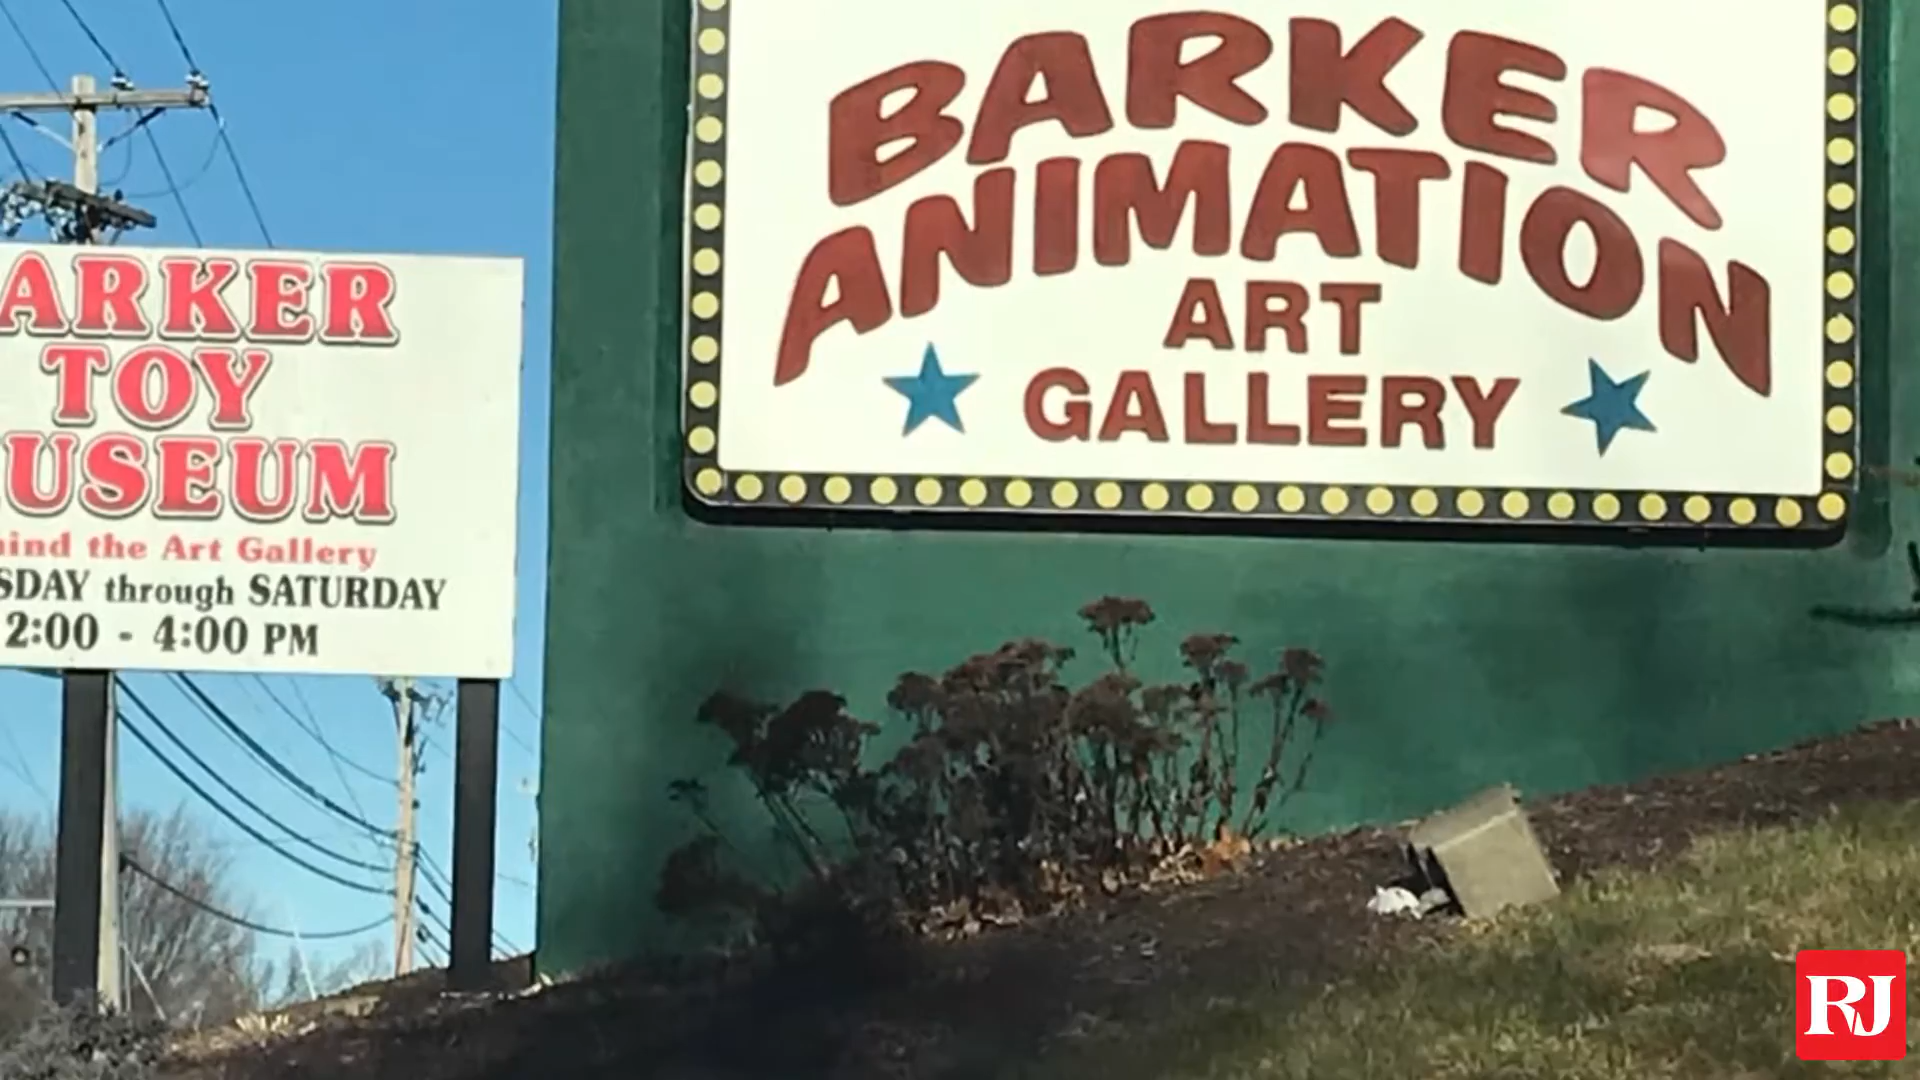 ARKER
TOY
USEUM
ind the Art Gallery
SDAY through SATURDAY
2:00 - 4:00 PM
BARKER
ANIMATION
ART
GALLERY
RJ